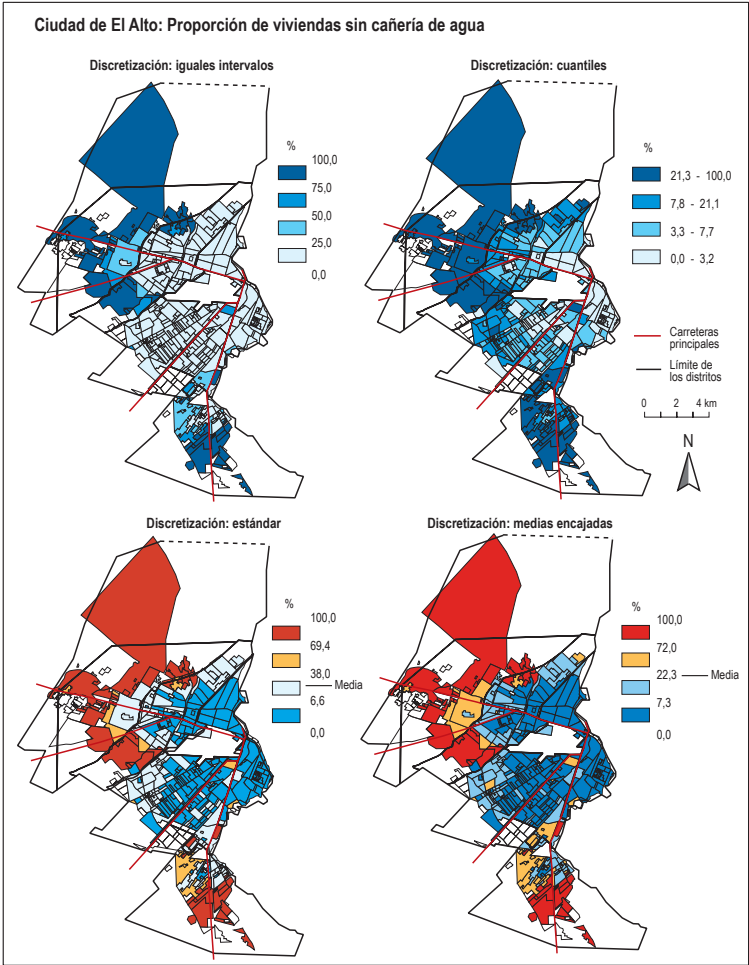 Ciudad de El Alto: Proporción de viviendas sin cañería de agua
Discretización: iguales intervalos
%
100,0
75,0
50,0
25,0
0,0
Discretización: cuantiles
%
21,3 - 100,0
7,8 - 21,1
3,3 - 7,7
0,0 - 3,2
Carreteras
principales
Límite de
los distritos
0 2 4 km
N
Discretización: estándar
%
100,0
69,4
38,0
Media
6,6
0,0
Discretización: medias encajadas
%
100,0
72,0
22,3 Media
7,3
0,0